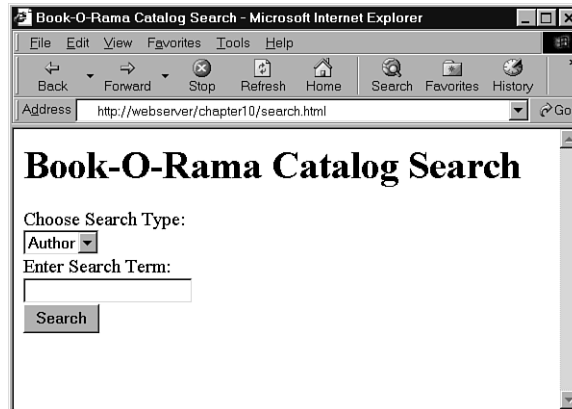 Book-O-Rama Catalog Search - Microsoft Internet Explorer
File Edit View Favorites Tools Help
Back Forward Stop Refresh Home Search Favorites History
Address http://webserver/chapter10/search.html Go
Book-O-Rama Catalog Search
Choose Search Type:
Author
Enter Search Term:
Search